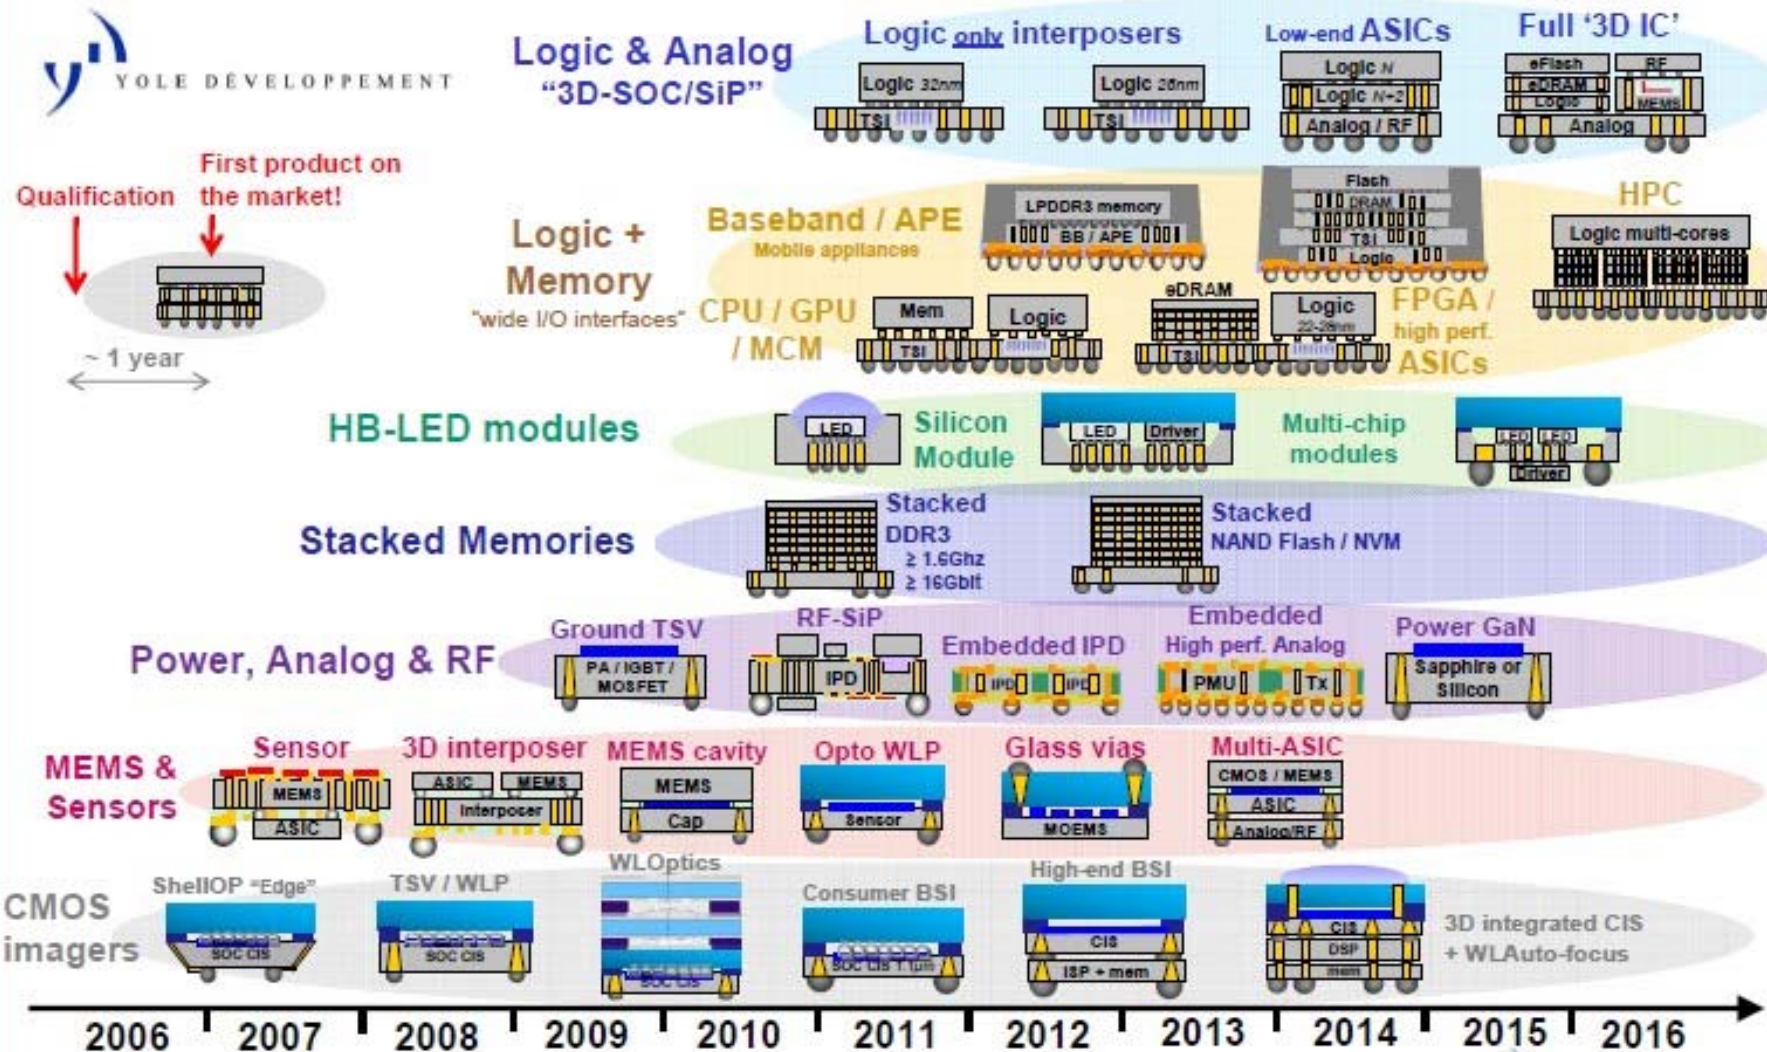 YOLE DÉVELOPPEMENT
Logic & Analog
"3D-SOC/SiP"
Logic only interposers
Low-end ASICs
Full '3D IC'
Logic 32nm
TSI
Logic 28nm
TSI
Logic N
Logic N+2
Analog / RF
eFlash
eDRAM
Logic
RF
MEMS
Analog
Qualification
First product on
the market!
~ 1 year
Logic +
Memory
"wide I/O interfaces"
Baseband / APE
Mobile appliances
LPDDR3 memory
BB / APE
Flash
DRAM
TSI
Logic
HPC
Logic multi-cores
CPU / GPU
/ MCM
Mem
TSI
Logic
eDRAM
TSI
Logic
22-28nm
FPGA /
high perf.
ASICs
HB-LED modules
LED
Silicon
Module
LED
Driver
Multi-chip
modules
LED
LED
Driver
Stacked Memories
Stacked
DDR3
≥ 1.6Ghz
≥ 16Gbit
Stacked
NAND Flash / NVM
Power, Analog & RF
Ground TSV
PA / IGBT /
MOSFET
RF-SiP
IPD
Embedded IPD
IPD
IPD
Embedded
High perf. Analog
PMU
Tx
Power GaN
Sapphire or
Silicon
MEMS &
Sensors
Sensor
MEMS
ASIC
3D interposer
ASIC
MEMS
Interposer
MEMS cavity
MEMS
Cap
Opto WLP
Sensor
Glass vias
MOEMS
Multi-ASIC
CMOS / MEMS
ASIC
Analog/RF
CMOS
imagers
ShellOP "Edge"
SOC CIS
TSV / WLP
SOC CIS
WLOptics
SOC CIS
Consumer BSI
SOC CIS 1.1µm
High-end BSI
CIS
ISP + mem
CIS
DSP
mem
3D integrated CIS
+ WLAuto-focus
2006
2007
2008
2009
2010
2011
2012
2013
2014
2015
2016